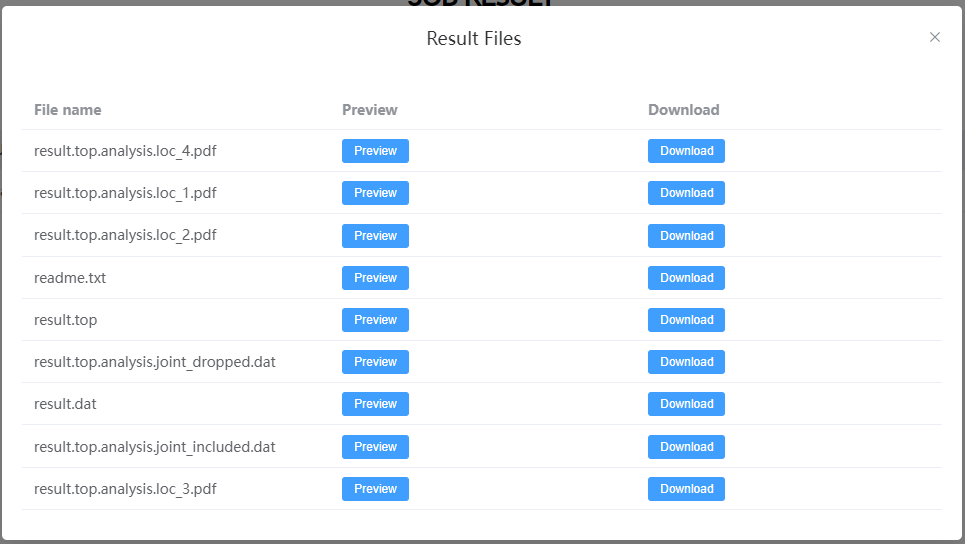 JOB RESULT
Result Files ×
File name Preview Download
result.top.analysis.loc_4.pdf Preview Download
result.top.analysis.loc_1.pdf Preview Download
result.top.analysis.loc_2.pdf Preview Download
readme.txt Preview Download
result.top Preview Download
result.top.analysis.joint_dropped.dat Preview Download
result.dat Preview Download
result.top.analysis.joint_included.dat Preview Download
result.top.analysis.loc_3.pdf Preview Download